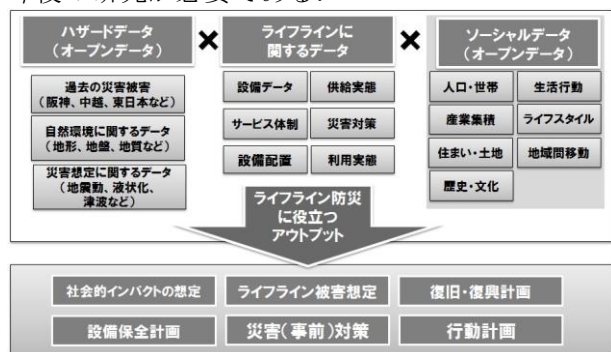 ハザードデータ
(オープンデータ)
×
ライフラインに
関するデータ
×
ソーシャルデータ
(オープンデータ)
過去の災害被害
(阪神、中越、東日本など)
自然環境に関するデータ
(地形、地盤、地質など)
災害想定に関するデータ
(地震動、液状化、
津波など)
設備データ
供給実態
サービス体制
災害対策
設備配置
利用実態
人口・世帯
生活行動
産業集積
ライフスタイル
住まい・土地
地域間移動
歴史・文化
ライフライン防災
に役立つ
アウトプット
社会的インパクトの想定
ライフライン被害想定
復旧・復興計画
設備保全計画
災害(事前)対策
行動計画